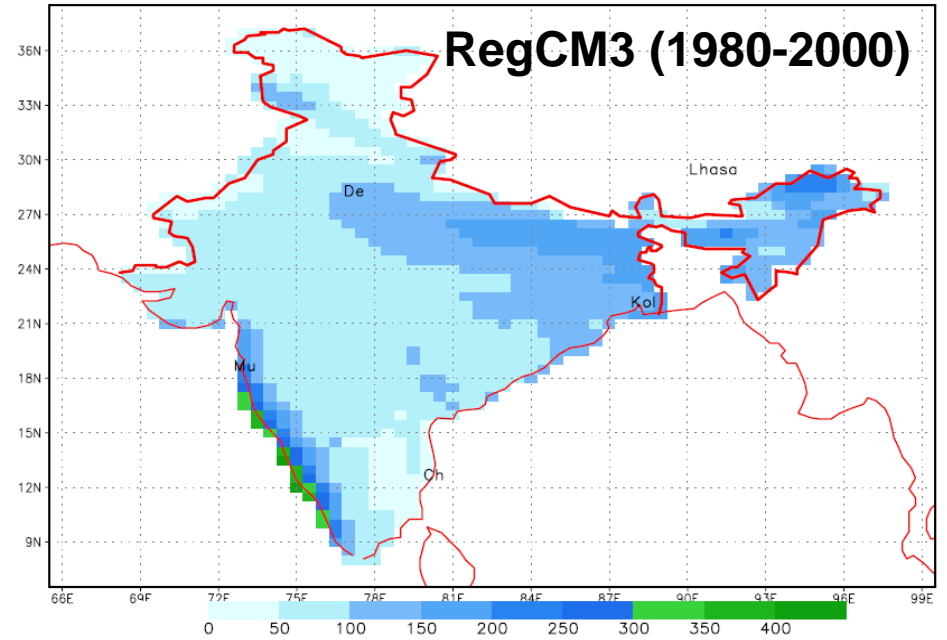 RegCM3 (1980-2000)
36N
33N
30N
27N
24N
21N
18N
15N
12N
9N
Lhasa
De
Kol
Mu
Ch
66E 69E 72E 75E 78E 81E 84E 87E 90E 93E 96E 99E
0 50 100 150 200 250 300 350 400